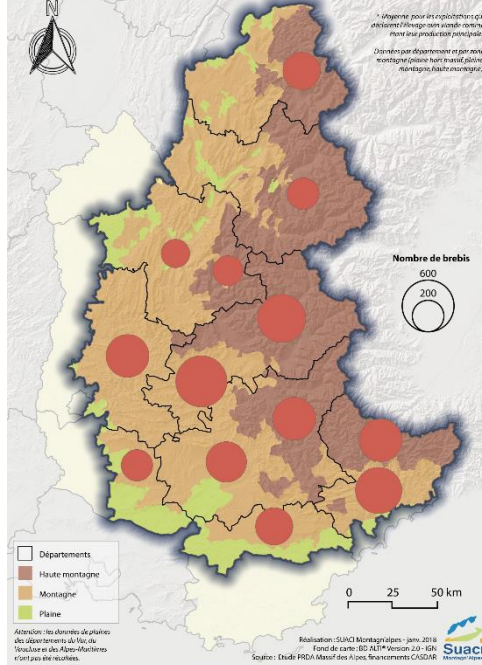 N
* Moyenne pour les exploitations qui
déclarent l'élevage ovin viande comme
étant leur production principale.
Données par département et par zone
montagne (plaine hors massif, plaine,
montagne, haute montagne)
Nombre de brebis
600
200
Départements
Haute montagne
Montagne
Plaine
0 25 50 km
Attention : les données de plaines
des départements du Var, du
Vaucluse et des Alpes-Maritimes
n'ont pas été récoltées.
Réalisation : SUACI Montagn'alpes - janv. 2018
Fond de carte : BD ALTI® Version 2.0 - IGN
Source : Etude PRDA Massif des Alpes, financements CASDAR
Suaci
Montagn'Alpes